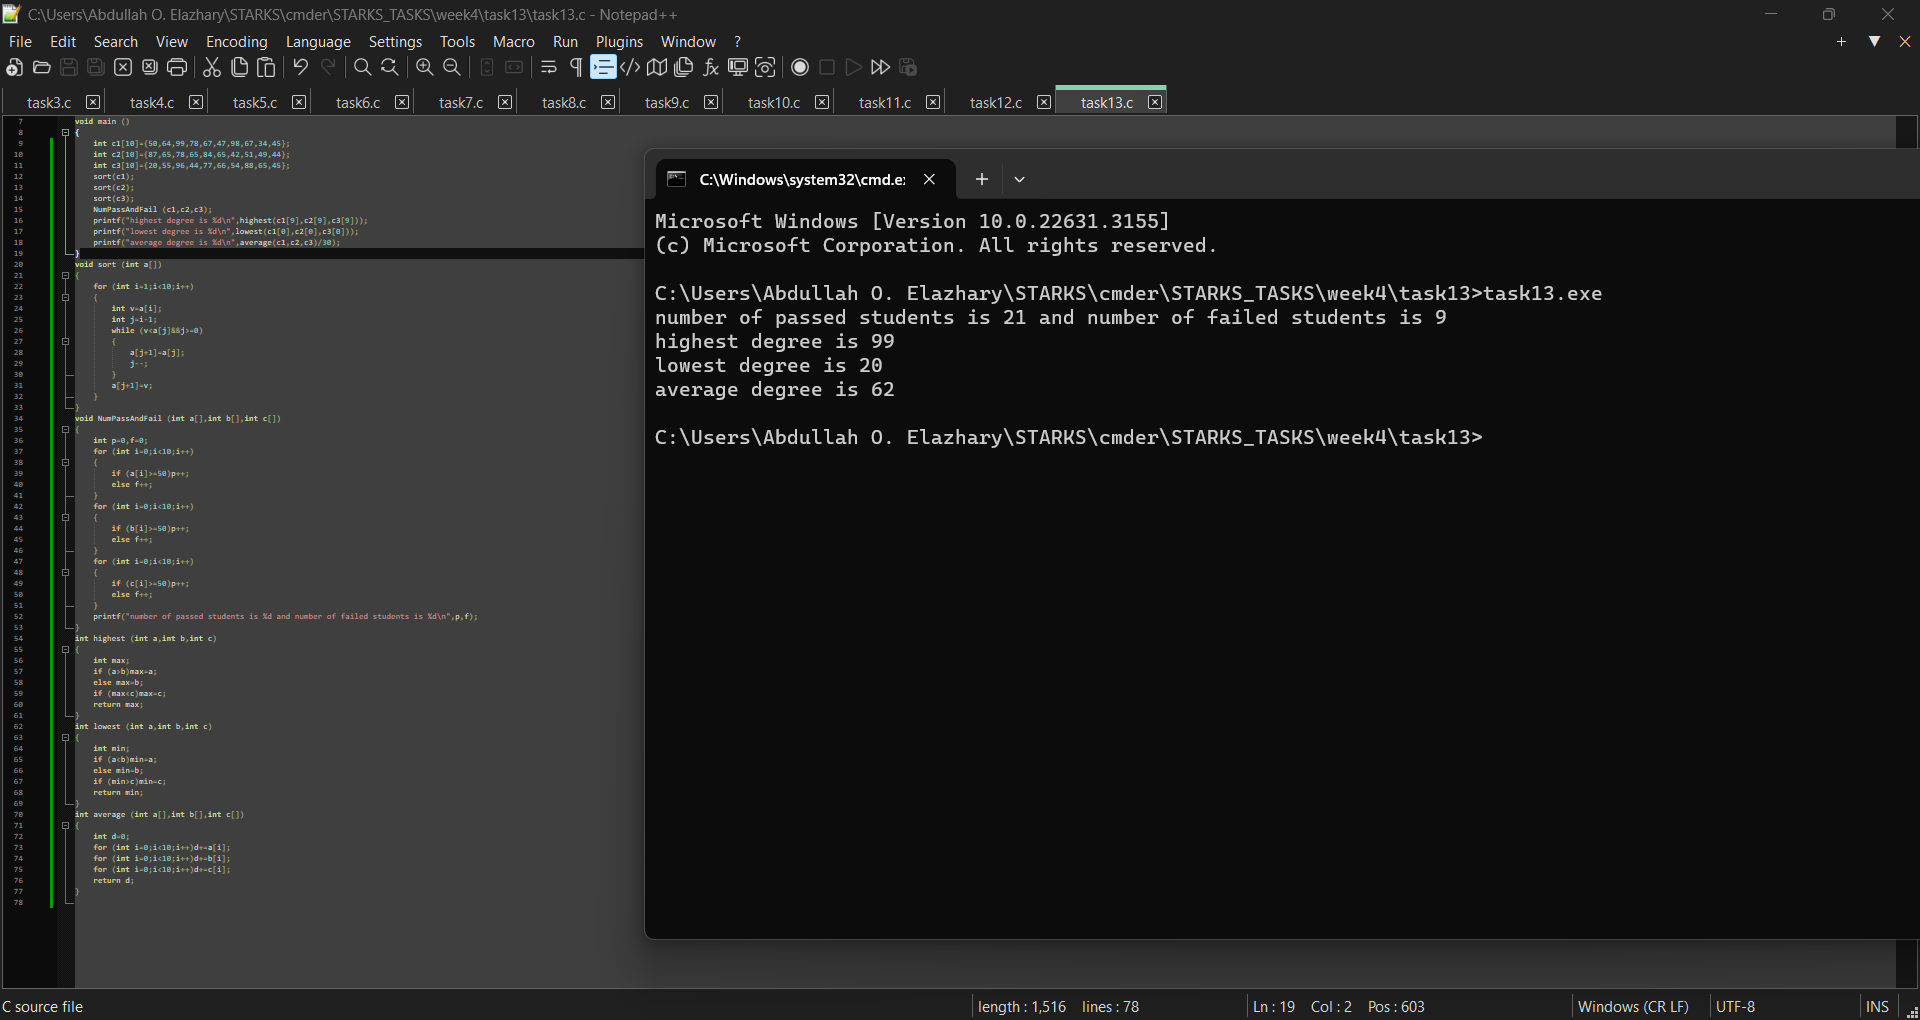 C:\Users\Abdullah O. Elazhary\STARKS\cmder\STARKS_TASKS\week4\task13\task13.c - Notepad++
File Edit Search View Encoding Language Settings Tools Macro Run Plugins Window ?
task3.c task4.c task5.c task6.c task7.c task8.c task9.c task10.c task11.c task12.c task13.c
7 void main ()
8 {
9 int c1[10]={50,64,99,78,67,47,98,67,34,45};
10 int c2[10]={87,65,78,65,84,65,42,51,49,44};
11 int c3[10]={20,55,96,44,77,66,54,88,65,45};
12 sort(c1);
13 sort(c2);
14 sort(c3);
15 NumPassAndFail (c1,c2,c3);
16 printf("highest degree is %d\n",highest(c1[9],c2[9],c3[9]));
17 printf("lowest degree is %d\n",lowest(c1[0],c2[0],c3[0]));
18 printf("average degree is %d\n",average(c1,c2,c3)/30);
19 }
20 void sort (int a[])
21 {
22 for (int i=1;i<10;i++)
23 {
24 int v=a[i];
25 int j=i-1;
26 while (v<a[j]&&j>=0)
27 {
28 a[j+1]=a[j];
29 j--;
30 }
31 a[j+1]=v;
32 }
33 }
34 void NumPassAndFail (int a[],int b[],int c[])
35 {
36 int p=0,f=0;
37 for (int i=0;i<10;i++)
38 {
39 if (a[i]>=50)p++;
40 else f++;
41 }
42 for (int i=0;i<10;i++)
43 {
44 if (b[i]>=50)p++;
45 else f++;
46 }
47 for (int i=0;i<10;i++)
48 {
49 if (c[i]>=50)p++;
50 else f++;
51 }
52 printf("number of passed students is %d and number of failed students is %d\n",p,f);
53 }
54 int highest (int a,int b,int c)
55 {
56 int max;
57 if (a>b)max=a;
58 else max=b;
59 if (max<c)max=c;
60 return max;
61 }
62 int lowest (int a,int b,int c)
63 {
64 int min;
65 if (a<b)min=a;
66 else min=b;
67 if (min>c)min=c;
68 return min;
69 }
70 int average (int a[],int b[],int c[])
71 {
72 int d=0;
73 for (int i=0;i<10;i++)d+=a[i];
74 for (int i=0;i<10;i++)d+=b[i];
75 for (int i=0;i<10;i++)d+=c[i];
76 return d;
77 }
78
C:\Windows\system32\cmd.e
Microsoft Windows [Version 10.0.22631.3155]
(c) Microsoft Corporation. All rights reserved.
C:\Users\Abdullah O. Elazhary\STARKS\cmder\STARKS_TASKS\week4\task13>task13.exe
number of passed students is 21 and number of failed students is 9
highest degree is 99
lowest degree is 20
average degree is 62
C:\Users\Abdullah O. Elazhary\STARKS\cmder\STARKS_TASKS\week4\task13>
C source file length : 1,516 lines : 78 Ln : 19 Col : 2 Pos : 603 Windows (CR LF) UTF-8 INS